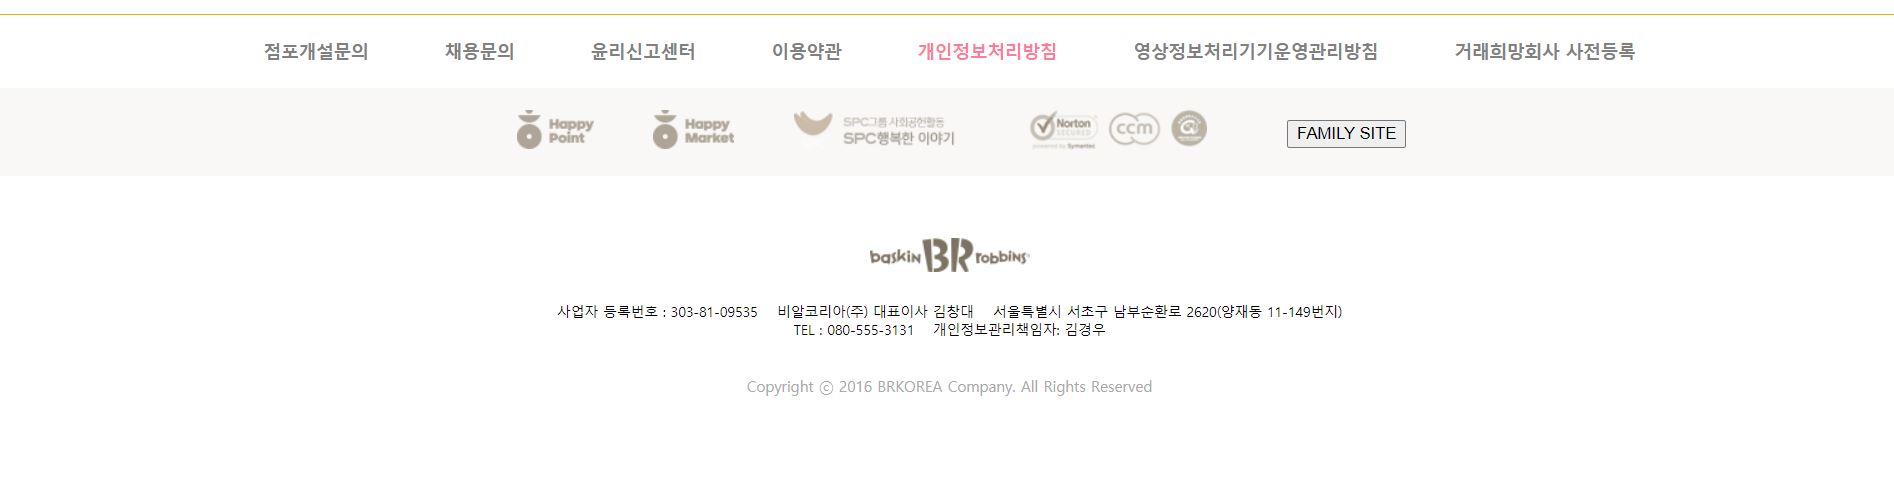 점포개설문의 채용문의 윤리신고센터 이용약관 개인정보처리방침 영상정보처리기기운영관리방침 거래희망회사 사전등록
Happy Point
Happy Market
SPC그룹 사회공헌활동
SPC행복한 이야기
Norton
SECURED
powered by Symantec
ccm
FAMILY SITE
baskin BR robbins
사업자 등록번호 : 303-81-09535 비알코리아(주) 대표이사 김창대 서울특별시 서초구 남부순환로 2620(양재동 11-149번지)
TEL : 080-555-3131 개인정보관리책임자: 김경우
Copyright ⓒ 2016 BRKOREA Company. All Rights Reserved